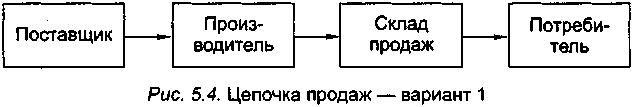 Поставщик
Произ-
водитель
Склад
продаж
Потреби-
тель
Рис. 5.4. Цепочка продаж — вариант 1